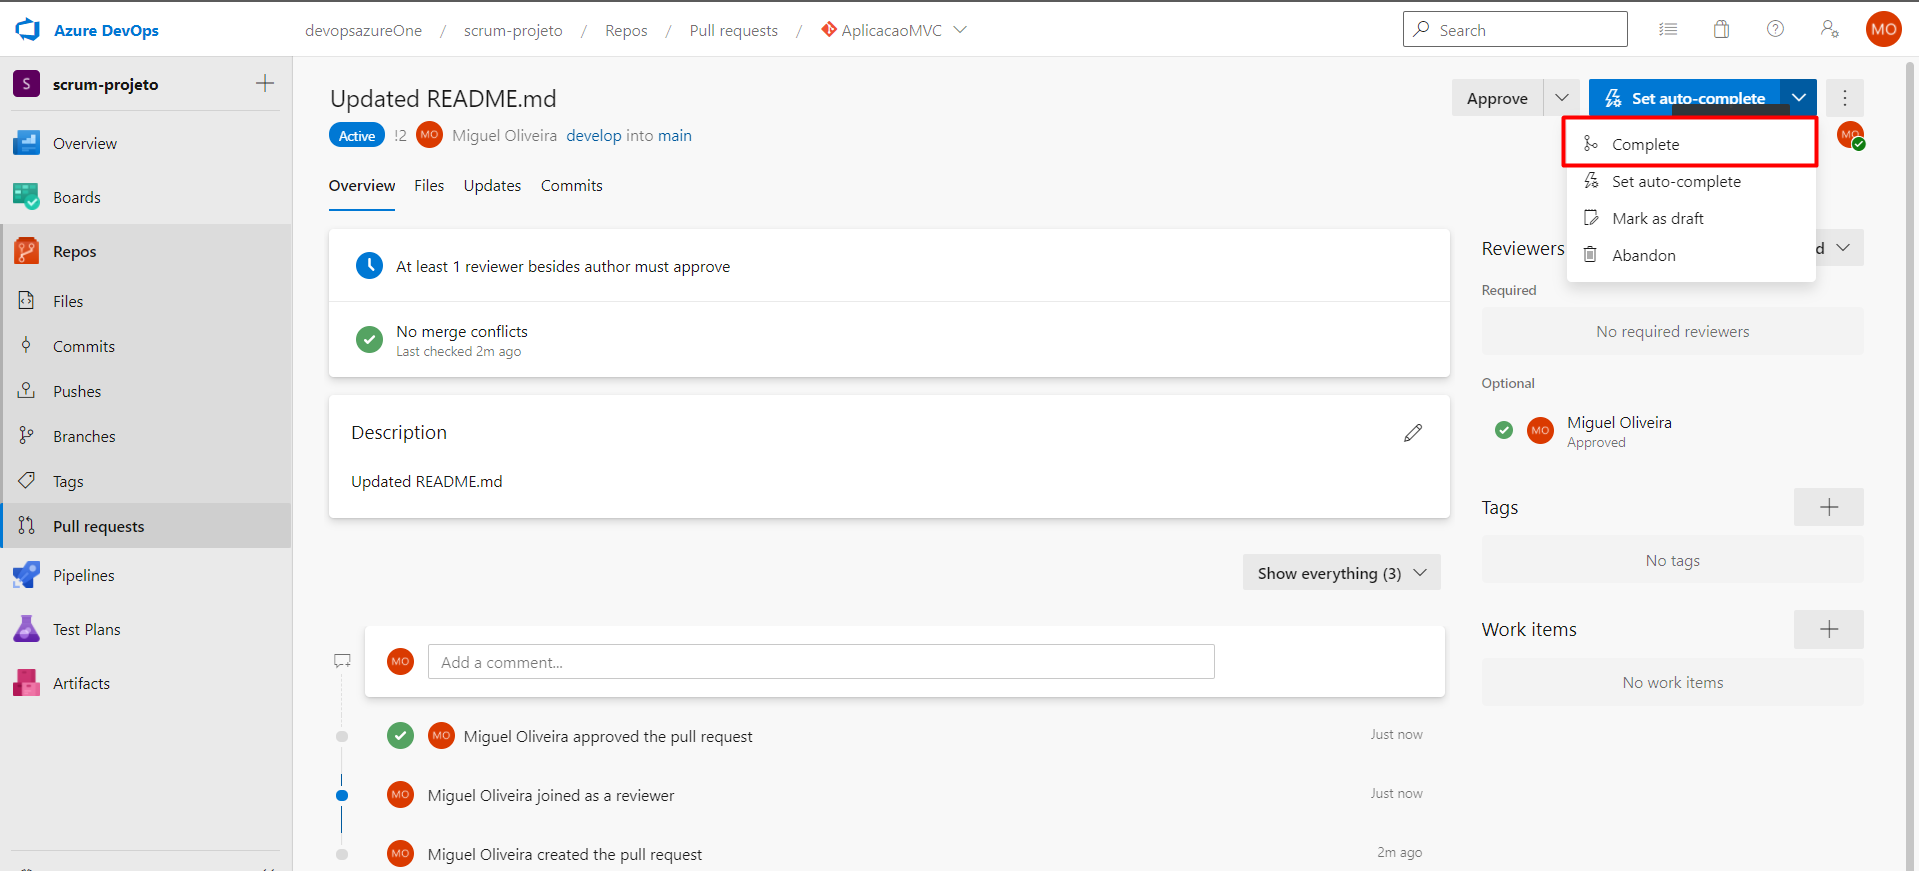 Azure DevOps
devopsazureOne / scrum-projeto / Repos / Pull requests / AplicacaoMVC
Search
MO
S scrum-projeto
Overview
Boards
Repos
Files
Commits
Pushes
Branches
Tags
Pull requests
Pipelines
Test Plans
Artifacts
Updated README.md
Approve
Set auto-complete
Active !2 MO Miguel Oliveira develop into main
MO
Complete
Set auto-complete
Mark as draft
Abandon
Overview Files Updates Commits
At least 1 reviewer besides author must approve
No merge conflicts
Last checked 2m ago
Description
Updated README.md
Show everything (3)
MO Add a comment...
MO Miguel Oliveira approved the pull request Just now
MO Miguel Oliveira joined as a reviewer Just now
MO Miguel Oliveira created the pull request 2m ago
Reviewers d
Required
No required reviewers
Optional
MO Miguel Oliveira
Approved
Tags
No tags
Work items
No work items